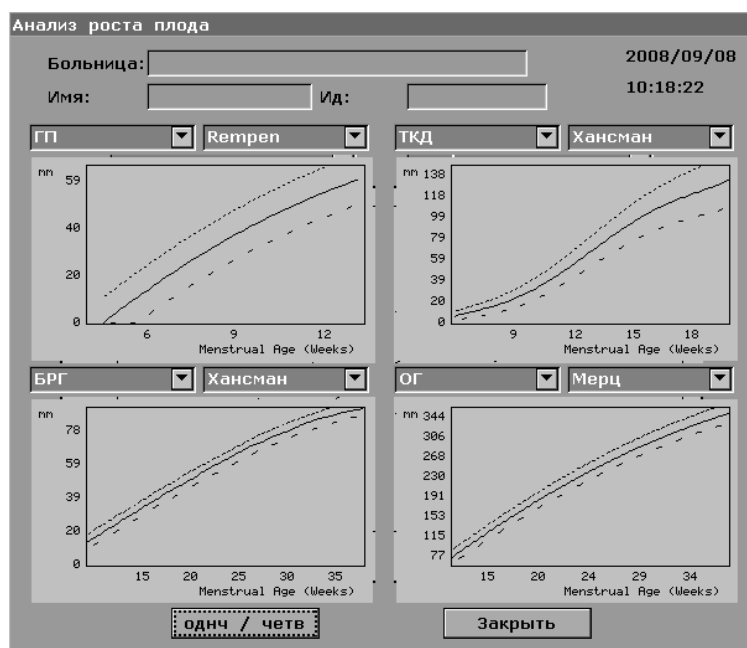 Анализ роста плода
Больница:
2008/09/08
Имя:
Ид:
10:18:22
ГП
Rempen
ТКД
Хансман
mm
59
40
20
0
6 9 12
Menstrual Age (Weeks)
mm
138
118
99
79
59
39
20
0
9 12 15 18
Menstrual Age (Weeks)
БРГ
Хансман
ОГ
Мерц
mm
78
59
39
20
0
15 20 25 30 35
Menstrual Age (Weeks)
mm
344
306
268
230
191
153
115
77
15 20 24 29 34
Menstrual Age (Weeks)
однч / четв
Закрыть